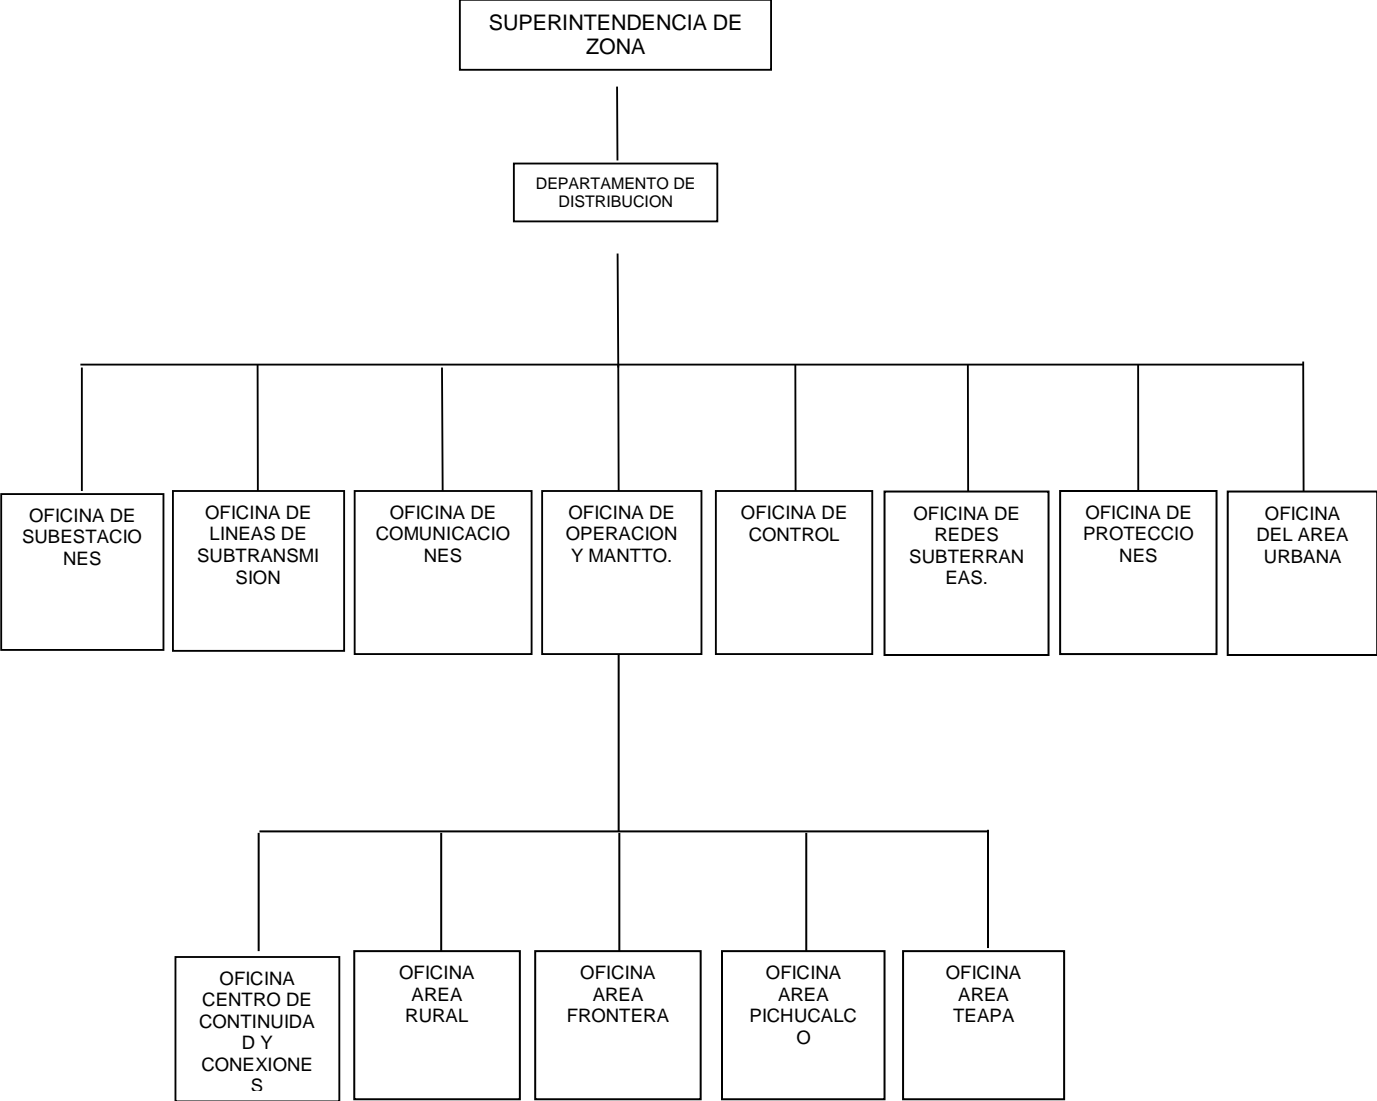 SUPERINTENDENCIA DE
ZONA
DEPARTAMENTO DE
DISTRIBUCION
OFICINA DE
SUBESTACIO
NES
OFICINA DE
LINEAS DE
SUBTRANSMI
SION
OFICINA DE
COMUNICACIO
NES
OFICINA DE
OPERACION
Y MANTTO.
OFICINA DE
CONTROL
OFICINA DE
REDES
SUBTERRAN
EAS.
OFICINA DE
PROTECCIO
NES
OFICINA
DEL AREA
URBANA
OFICINA
CENTRO DE
CONTINUIDA
D Y
CONEXIONE
S
OFICINA
AREA
RURAL
OFICINA
AREA
FRONTERA
OFICINA
AREA
PICHUCALC
O
OFICINA
AREA
TEAPA